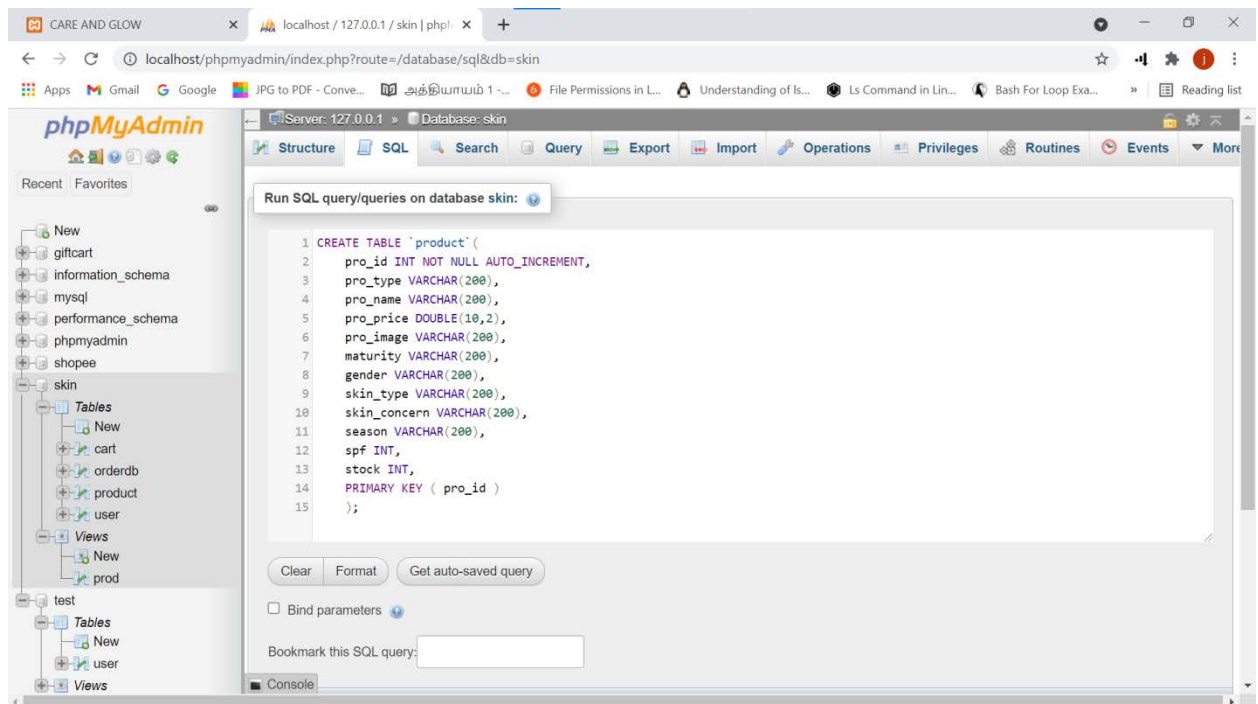 CARE AND GLOW
localhost / 127.0.0.1 / skin | php
localhost/phpmyadmin/index.php?route=/database/sql&db=skin
Apps Gmail Google JPG to PDF - Conve... அத்தியாயம் 1 -... File Permissions in L... Understanding of ls... Ls Command in Lin... Bash For Loop Exa... » Reading list
phpMyAdmin
Recent Favorites
New
giftcart
information_schema
mysql
performance_schema
phpmyadmin
shopee
skin
Tables
New
cart
orderdb
product
user
Views
New
prod
test
Tables
New
user
Views
Server: 127.0.0.1 » Database: skin
Structure SQL Search Query Export Import Operations Privileges Routines Events More
Run SQL query/queries on database skin:
1 CREATE TABLE `product`(
2 pro_id INT NOT NULL AUTO_INCREMENT,
3 pro_type VARCHAR(200),
4 pro_name VARCHAR(200),
5 pro_price DOUBLE(10,2),
6 pro_image VARCHAR(200),
7 maturity VARCHAR(200),
8 gender VARCHAR(200),
9 skin_type VARCHAR(200),
10 skin_concern VARCHAR(200),
11 season VARCHAR(200),
12 spf INT,
13 stock INT,
14 PRIMARY KEY ( pro_id )
15 );
Clear Format Get auto-saved query
Bind parameters
Bookmark this SQL query:
Console